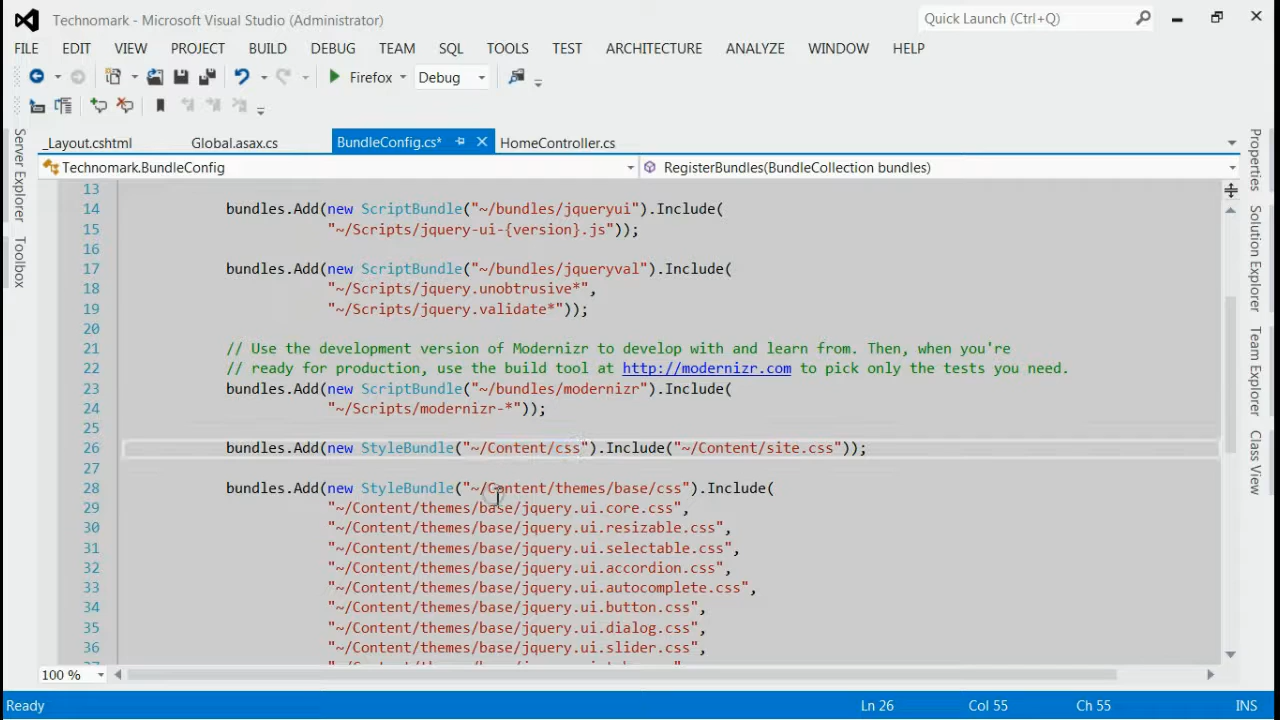 Technomark - Microsoft Visual Studio (Administrator)
Quick Launch (Ctrl+Q)
FILE EDIT VIEW PROJECT BUILD DEBUG TEAM SQL TOOLS TEST ARCHITECTURE ANALYZE WINDOW HELP
Firefox Debug
_Layout.cshtml Global.asax.cs BundleConfig.cs* HomeController.cs
Technomark.BundleConfig RegisterBundles(BundleCollection bundles)
Server Explorer
Toolbox
13
14 bundles.Add(new ScriptBundle("~/bundles/jqueryui").Include(
15 "~/Scripts/jquery-ui-{version}.js"));
16
17 bundles.Add(new ScriptBundle("~/bundles/jqueryval").Include(
18 "~/Scripts/jquery.unobtrusive*",
19 "~/Scripts/jquery.validate*"));
20
21 // Use the development version of Modernizr to develop with and learn from. Then, when you're
22 // ready for production, use the build tool at http://modernizr.com to pick only the tests you need.
23 bundles.Add(new ScriptBundle("~/bundles/modernizr").Include(
24 "~/Scripts/modernizr-*"));
25
26 bundles.Add(new StyleBundle("~/Content/css").Include("~/Content/site.css"));
27
28 bundles.Add(new StyleBundle("~/Content/themes/base/css").Include(
29 "~/Content/themes/base/jquery.ui.core.css",
30 "~/Content/themes/base/jquery.ui.resizable.css",
31 "~/Content/themes/base/jquery.ui.selectable.css",
32 "~/Content/themes/base/jquery.ui.accordion.css",
33 "~/Content/themes/base/jquery.ui.autocomplete.css",
34 "~/Content/themes/base/jquery.ui.button.css",
35 "~/Content/themes/base/jquery.ui.dialog.css",
36 "~/Content/themes/base/jquery.ui.slider.css",
Properties
Solution Explorer
Team Explorer
Class View
100 %
Ready Ln 26 Col 55 Ch 55 INS